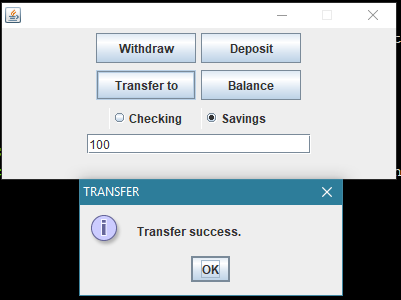 Withdraw Deposit
Transfer to Balance
Checking Savings
100
TRANSFER
Transfer success.
OK